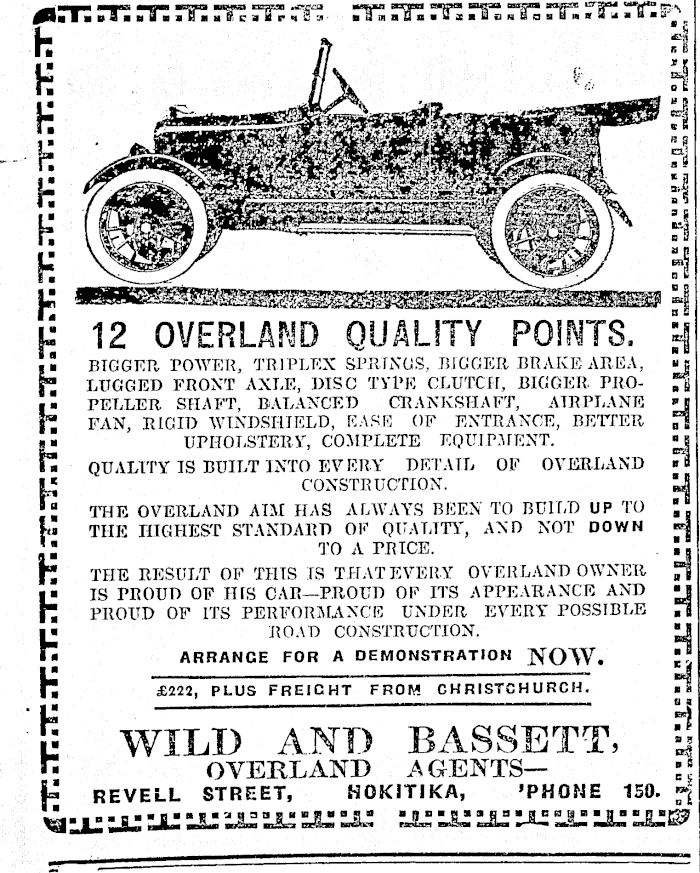 12 OVERLAND QUALITY POINTS.
BIGGER POWER, TRIPLEX SPRINGS, BIGGER BRAKE AREA,
LUGGED FRONT AXLE, DISC TYPE CLUTCH, BIGGER PRO-
PELLER SHAFT, BALANCED CRANKSHAFT, AIRPLANE
FAN, RIGID WINDSHIELD, EASE OF ENTRANCE, BETTER
UPHOLSTERY, COMPLETE EQUIPMENT.
QUALITY IS BUILT INTO EVERY DETAIL OF OVERLAND
CONSTRUCTION.
THE OVERLAND AIM HAS ALWAYS BEEN TO BUILD UP TO
THE HIGHEST STANDARD OF QUALITY, AND NOT DOWN
TO A PRICE.
THE RESULT OF THIS IS THAT EVERY OVERLAND OWNER
IS PROUD OF HIS CAR—PROUD OF ITS APPEARANCE AND
PROUD OF ITS PERFORMANCE UNDER EVERY POSSIBLE
ROAD CONSTRUCTION.
ARRANGE FOR A DEMONSTRATION NOW.
£222, PLUS FREIGHT FROM CHRISTCHURCH.
WILD AND BASSETT,
OVERLAND AGENTS—
REVELL STREET, HOKITIKA, 'PHONE 150.